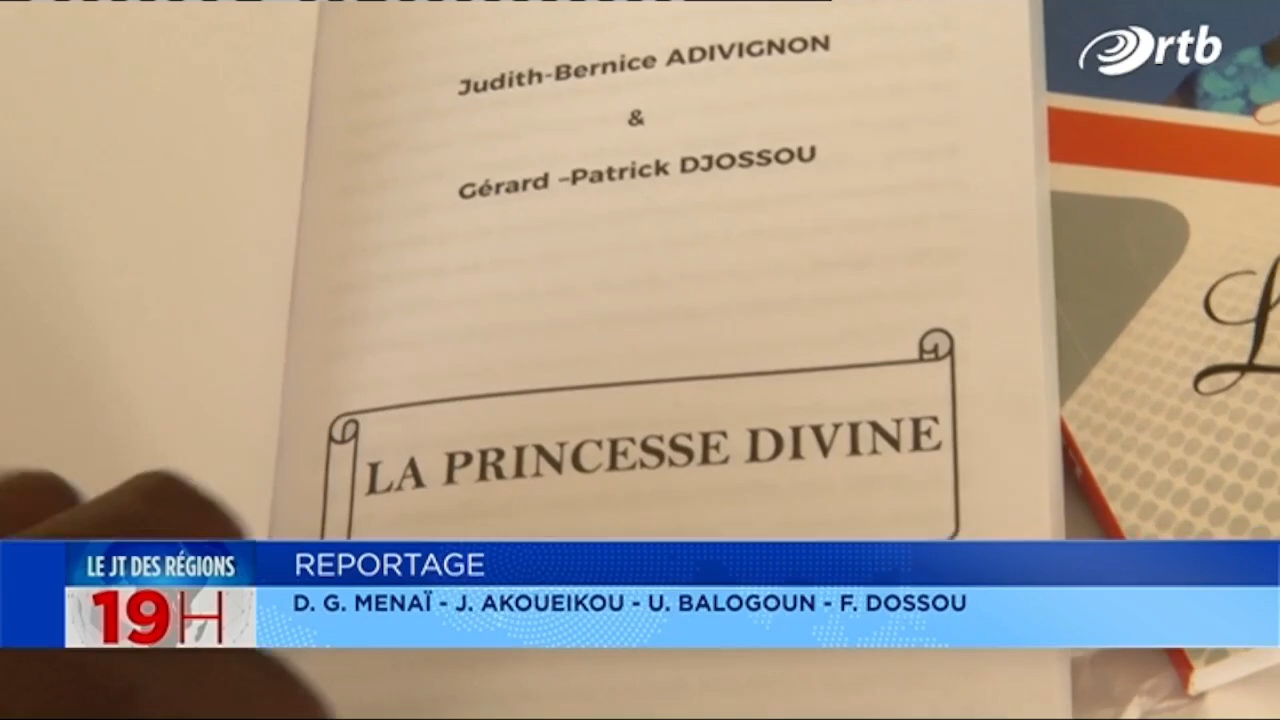 Judith-Bernice ADIVIGNON
&
Gérard –Patrick DJOSSOU
LA PRINCESSE DIVINE
L
ortb
LE JT DES RÉGIONS
19H
REPORTAGE
D. G. MENAÏ - J. AKOUEIKOU - U. BALOGOUN - F. DOSSOU